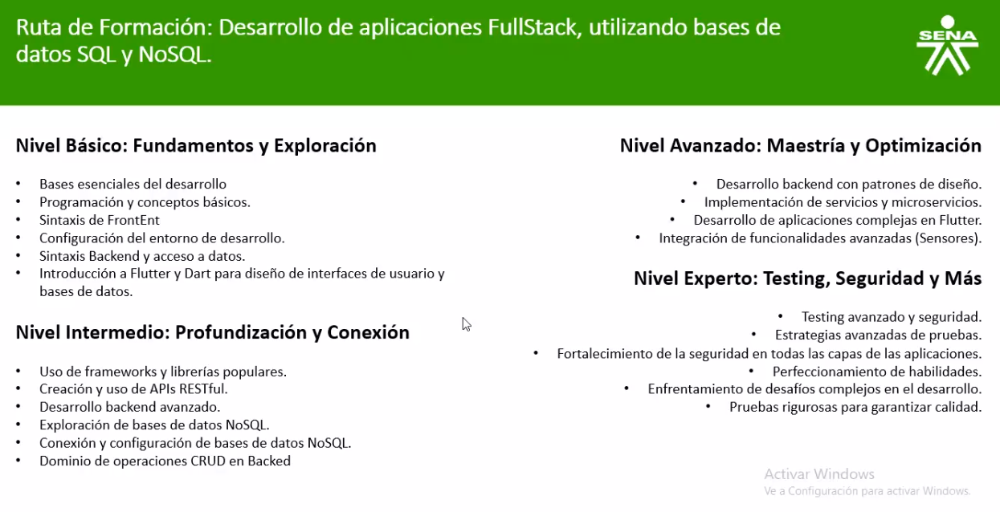 Ruta de Formación: Desarrollo de aplicaciones FullStack, utilizando bases de
datos SQL y NoSQL.
SENA
Nivel Básico: Fundamentos y Exploración
• Bases esenciales del desarrollo
• Programación y conceptos básicos.
• Sintaxis de FrontEnt
• Configuración del entorno de desarrollo.
• Sintaxis Backend y acceso a datos.
• Introducción a Flutter y Dart para diseño de interfaces de usuario y
bases de datos.
Nivel Intermedio: Profundización y Conexión
• Uso de frameworks y librerías populares.
• Creación y uso de APIs RESTful.
• Desarrollo backend avanzado.
• Exploración de bases de datos NoSQL.
• Conexión y configuración de bases de datos NoSQL.
• Dominio de operaciones CRUD en Backed
Nivel Avanzado: Maestría y Optimización
• Desarrollo backend con patrones de diseño.
• Implementación de servicios y microservicios.
• Desarrollo de aplicaciones complejas en Flutter.
• Integración de funcionalidades avanzadas (Sensores).
Nivel Experto: Testing, Seguridad y Más
• Testing avanzado y seguridad.
• Estrategias avanzadas de pruebas.
• Fortalecimiento de la seguridad en todas las capas de las aplicaciones.
• Perfeccionamiento de habilidades.
• Enfrentamiento de desafíos complejos en el desarrollo.
• Pruebas rigurosas para garantizar calidad.
Activar Windows
Ve a Configuración para activar Windows.